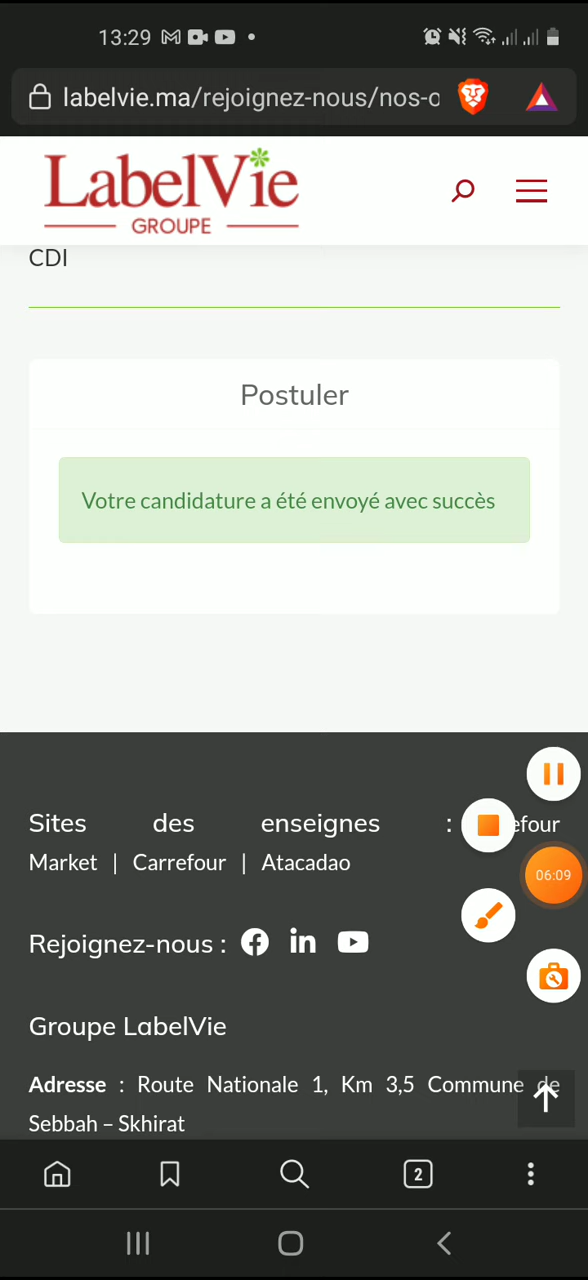 13:29
labelvie.ma/rejoignez-nous/nos-o
LabelVie
GROUPE
CDI
Postuler
Votre candidature a été envoyé avec succès
Sites des enseignes : efour
Market | Carrefour | Atacadao
06:09
Rejoignez-nous :
Groupe LabelVie
Adresse : Route Nationale 1, Km 3,5 Commune de
Sebbah – Skhirat
2